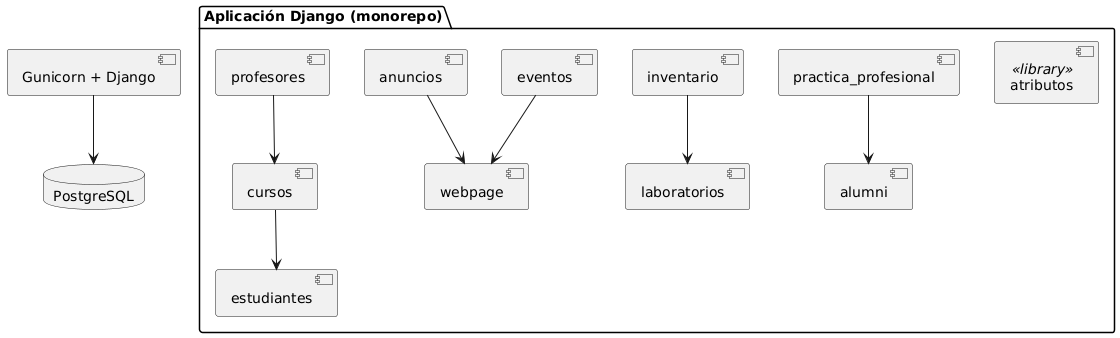 Aplicación Django (monorepo)
Gunicorn + Django
profesores
anuncios
eventos
inventario
practica_profesional
«library»
atributos
PostgreSQL
cursos
webpage
laboratorios
alumni
estudiantes